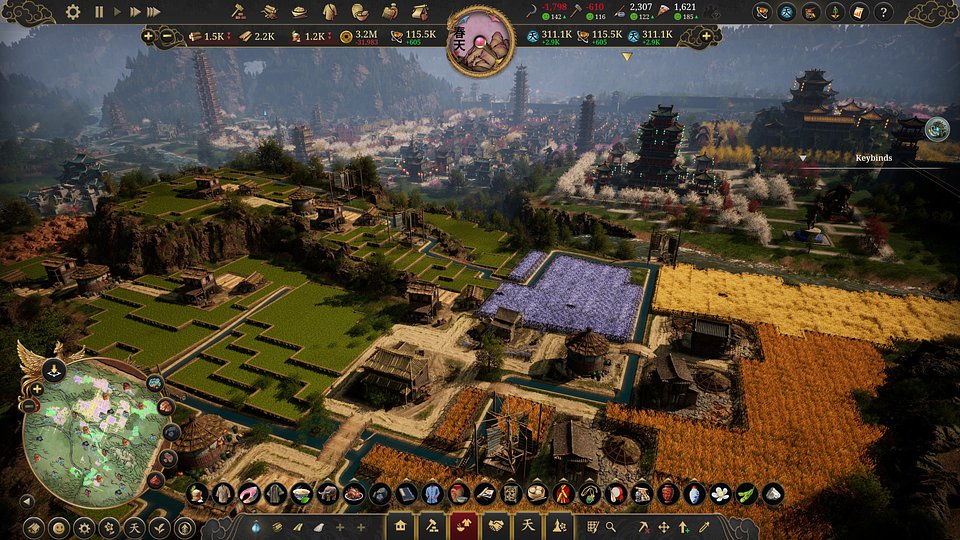 -1,798
-610
2,307
1,621
142
116
122
185
1.5K
2.2K
1.2K
3.2M
-31,983
115.5K
+605
春天
311.1K
+2.9K
115.5K
+605
311.1K
+2.9K
?
Keybinds
天
天